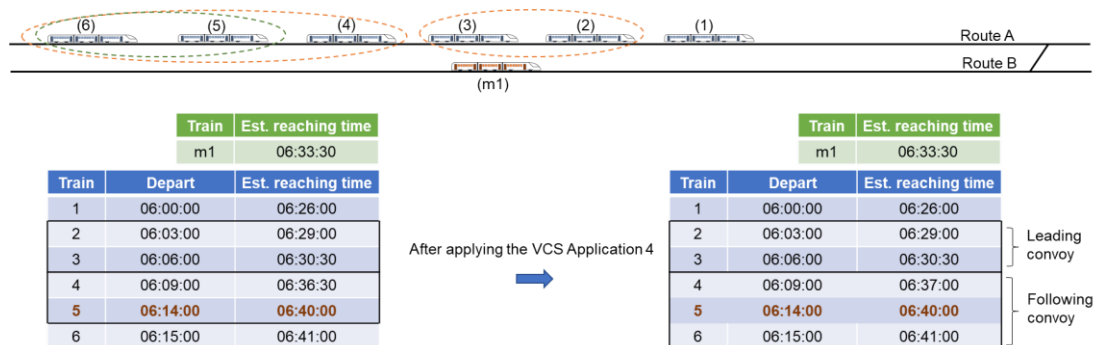 (6) (5) (4) (3) (2) (1)
Route A
Route B
(m1)
Train Est. reaching time
m1 06:33:30
Train Depart Est. reaching time
1 06:00:00 06:26:00
2 06:03:00 06:29:00
3 06:06:00 06:30:30
4 06:09:00 06:36:30
5 06:14:00 06:40:00
6 06:15:00 06:41:00
After applying the VCS Application 4
Train Est. reaching time
m1 06:33:30
Train Depart Est. reaching time
1 06:00:00 06:26:00
2 06:03:00 06:29:00
3 06:06:00 06:30:30
4 06:09:00 06:37:00
5 06:14:00 06:40:00
6 06:15:00 06:41:00
Leading
convoy
Following
convoy